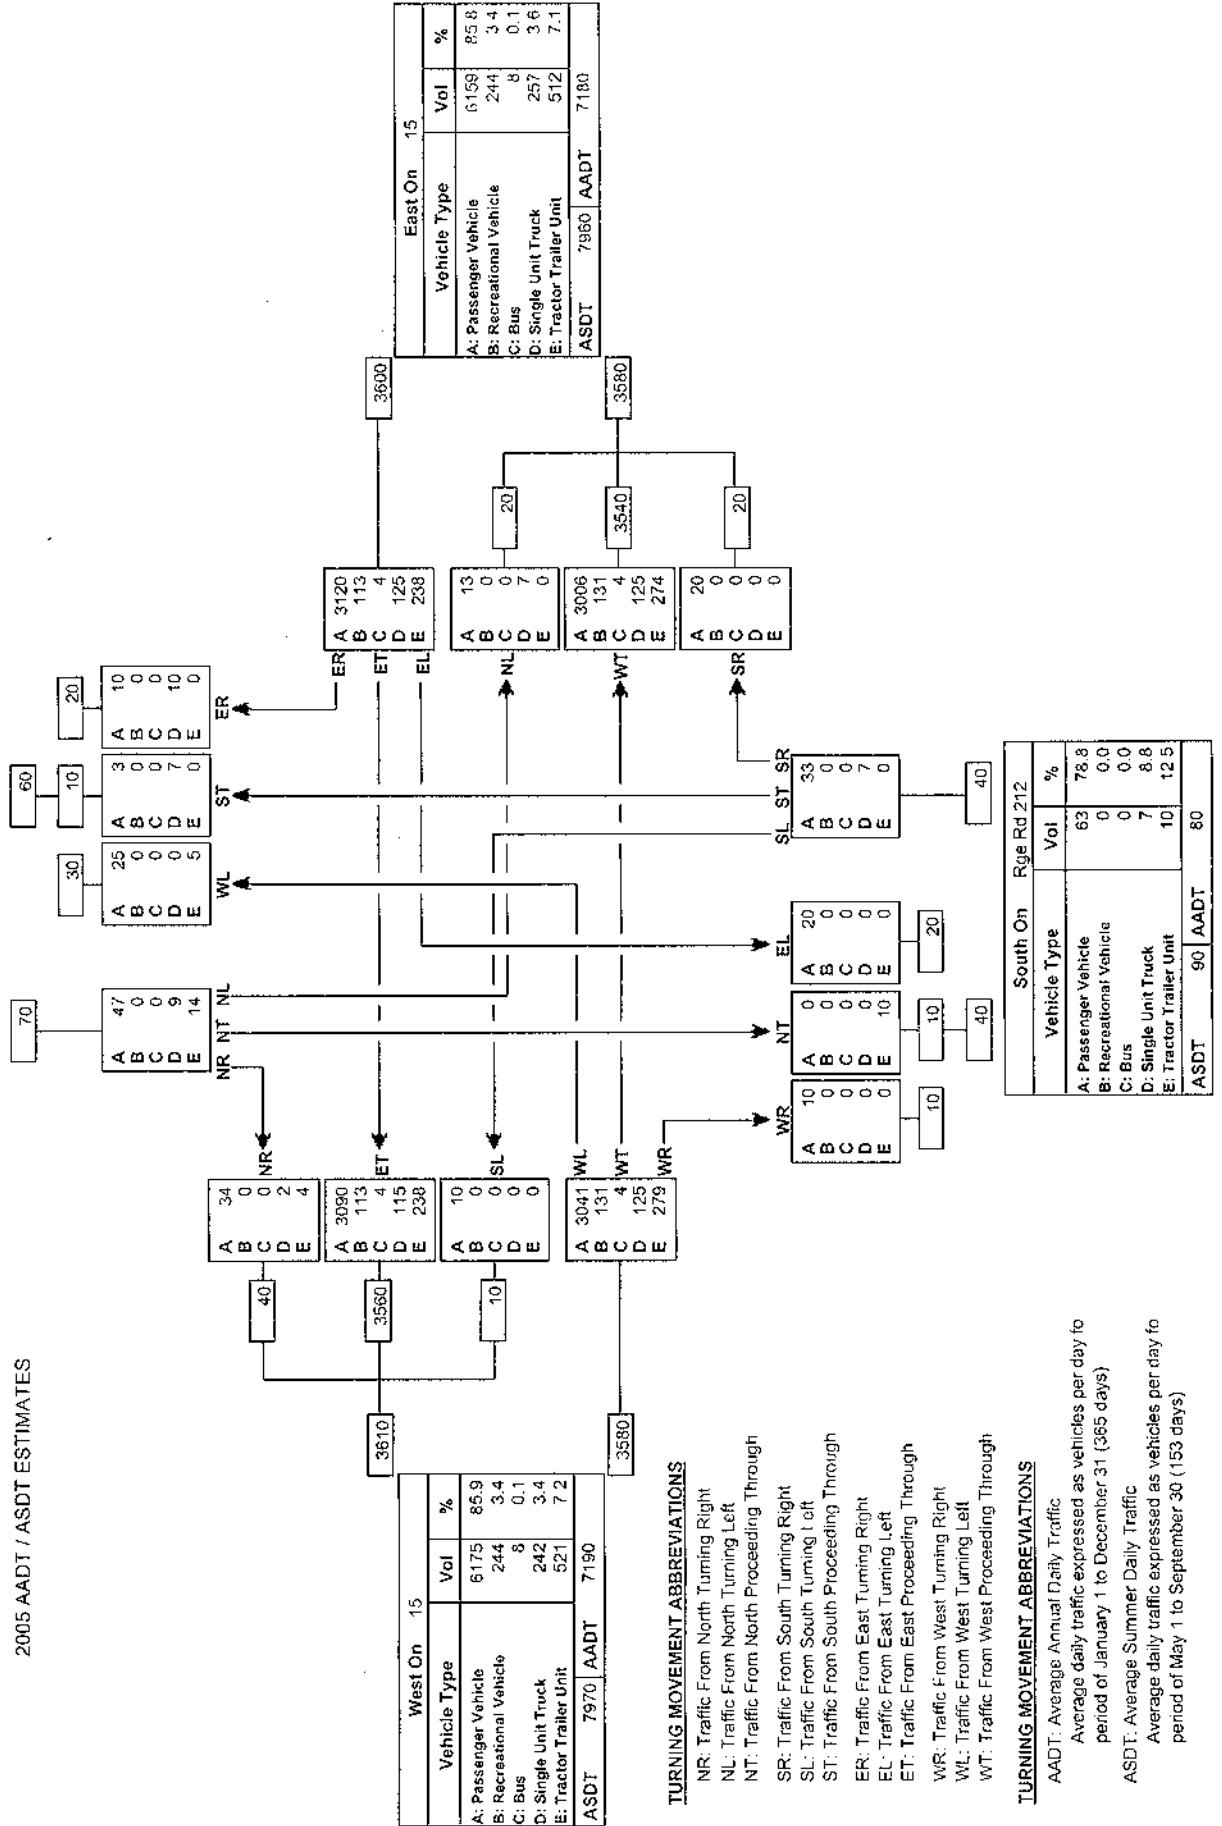 2005 AADT / ASDT ESTIMATES
70
60
30
10
20
A 47
B 0
C 0
D 9
E 14
NR NT NL
A 25
B 0
C 0
D 0
E 5
WL
A 3
B 0
C 0
D 7
E 0
ST
A 10
B 0
C 0
D 10
E 0
ER
West On 15
Vehicle Type Vol %
A: Passenger Vehicle 6175 85.9
B: Recreational Vehicle 244 3.4
C: Bus 8 0.1
D: Single Unit Truck 242 3.4
E: Tractor Trailer Unit 521 7.2
ASDT 7970 AADT 7190
3610
3580
40
3560
10
A 34
B 0
C 0
D 2
E 4
NR
A 3090
B 113
C 4
D 115
E 238
ET
A 10
B 0
C 0
D 0
E 0
SL
A 3041
B 131
C 4
D 125
E 279
WL
WT
WR
ER
ET
EL
A 3120
B 113
C 4
D 125
E 238
3600
NL
A 13
B 0
C 0
D 7
E 0
20
WT
A 3006
B 131
C 4
D 125
E 274
3540
SR
A 20
B 0
C 0
D 0
E 0
20
3580
East On 15
Vehicle Type Vol %
A: Passenger Vehicle 6159 85.8
B: Recreational Vehicle 244 3.4
C: Bus 8 0.1
D: Single Unit Truck 257 3.6
E: Tractor Trailer Unit 512 7.1
ASDT 7960 AADT 7180
WR
A 10
B 0
C 0
D 0
E 0
10
NT
A 0
B 0
C 0
D 0
E 10
10
40
EL
A 20
B 0
C 0
D 0
E 0
20
SL ST SR
A 33
B 0
C 0
D 7
E 0
40
South On Rge Rd 212
Vehicle Type Vol %
A: Passenger Vehicle 63 78.8
B: Recreational Vehicle 0 0.0
C: Bus 0 0.0
D: Single Unit Truck 7 8.8
E: Tractor Trailer Unit 10 12.5
ASDT 90 AADT 80
TURNING MOVEMENT ABBREVIATIONS
NR: Traffic From North Turning Right
NL: Traffic From North Turning Left
NT: Traffic From North Proceeding Through
SR: Traffic From South Turning Right
SL: Traffic From South Turning Left
ST: Traffic From South Proceeding Through
ER: Traffic From East Turning Right
EL: Traffic From East Turning Left
ET: Traffic From East Proceeding Through
WR: Traffic From West Turning Right
WL: Traffic From West Turning Left
WT: Traffic From West Proceeding Through
TURNING MOVEMENT ABBREVIATIONS
AADT: Average Annual Daily Traffic
Average daily traffic expressed as vehicles per day fo
period of January 1 to December 31 (365 days)
ASDT: Average Summer Daily Traffic
Average daily traffic expressed as vehicles per day fo
period of May 1 to September 30 (153 days)